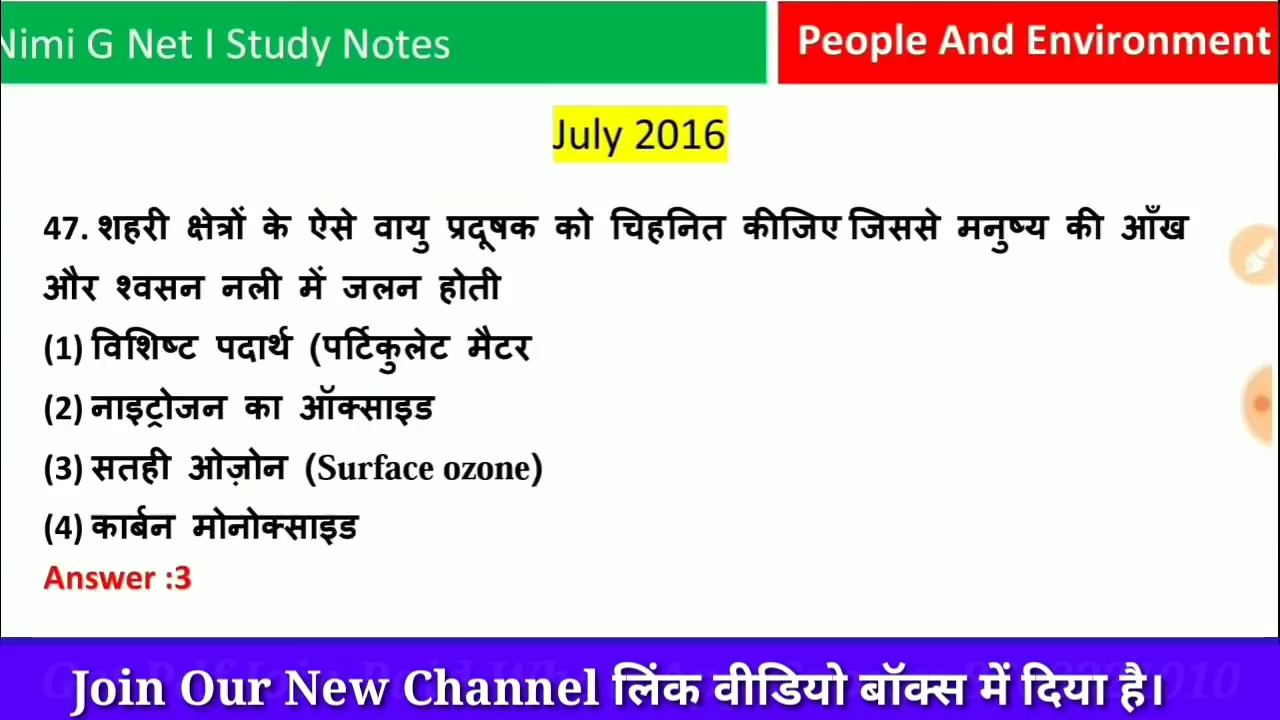 Nimi G Net I Study Notes
People And Environment
July 2016
47. शहरी क्षेत्रों के ऐसे वायु प्रदूषक को चिहनित कीजिए जिससे मनुष्य की आँख
और श्वसन नली में जलन होती
(1) विशिष्ट पदार्थ (पर्टिकुलेट मैटर
(2) नाइट्रोजन का ऑक्साइड
(3) सतही ओज़ोन (Surface ozone)
(4) कार्बन मोनोक्साइड
Answer :3
Join Our New Channel लिंक वीडियो बॉक्स में दिया है।